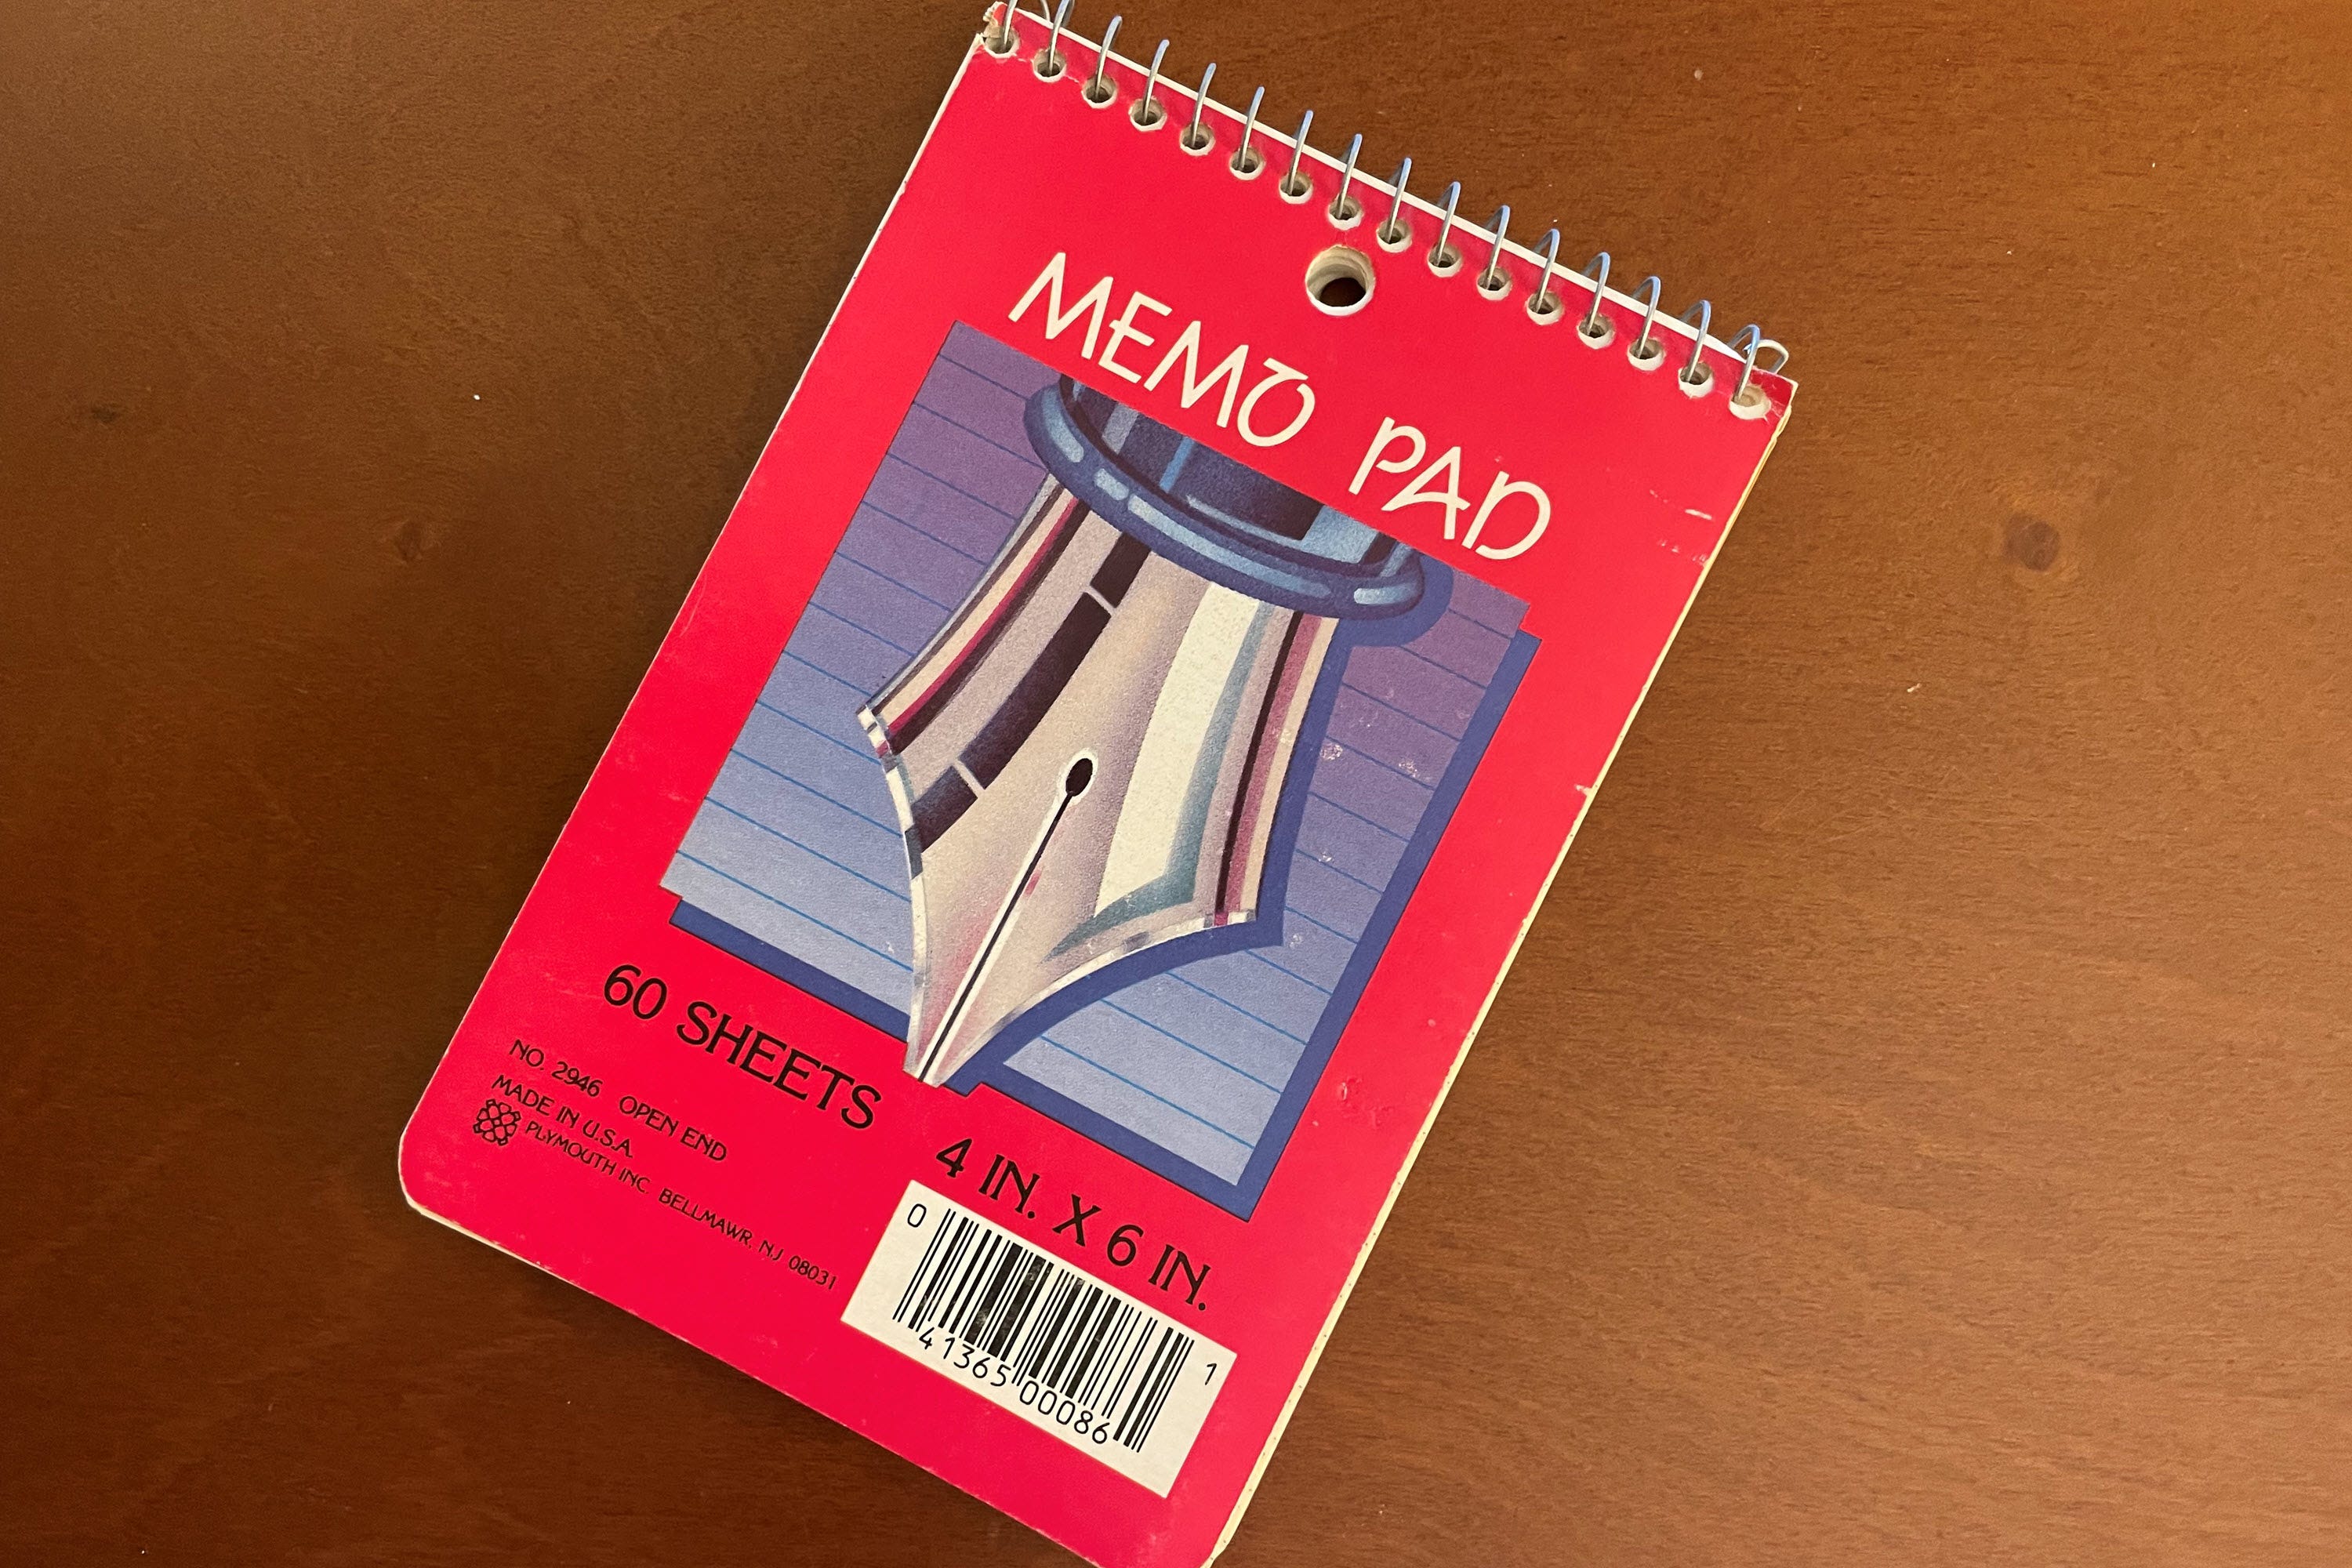 MEMO PAD
60 SHEETS
4 IN. X 6 IN.
NO. 2946 OPEN END
MADE IN U.S.A.
PLYMOUTH INC. BELLMAWR, NJ 08031
0 41365 00086 1